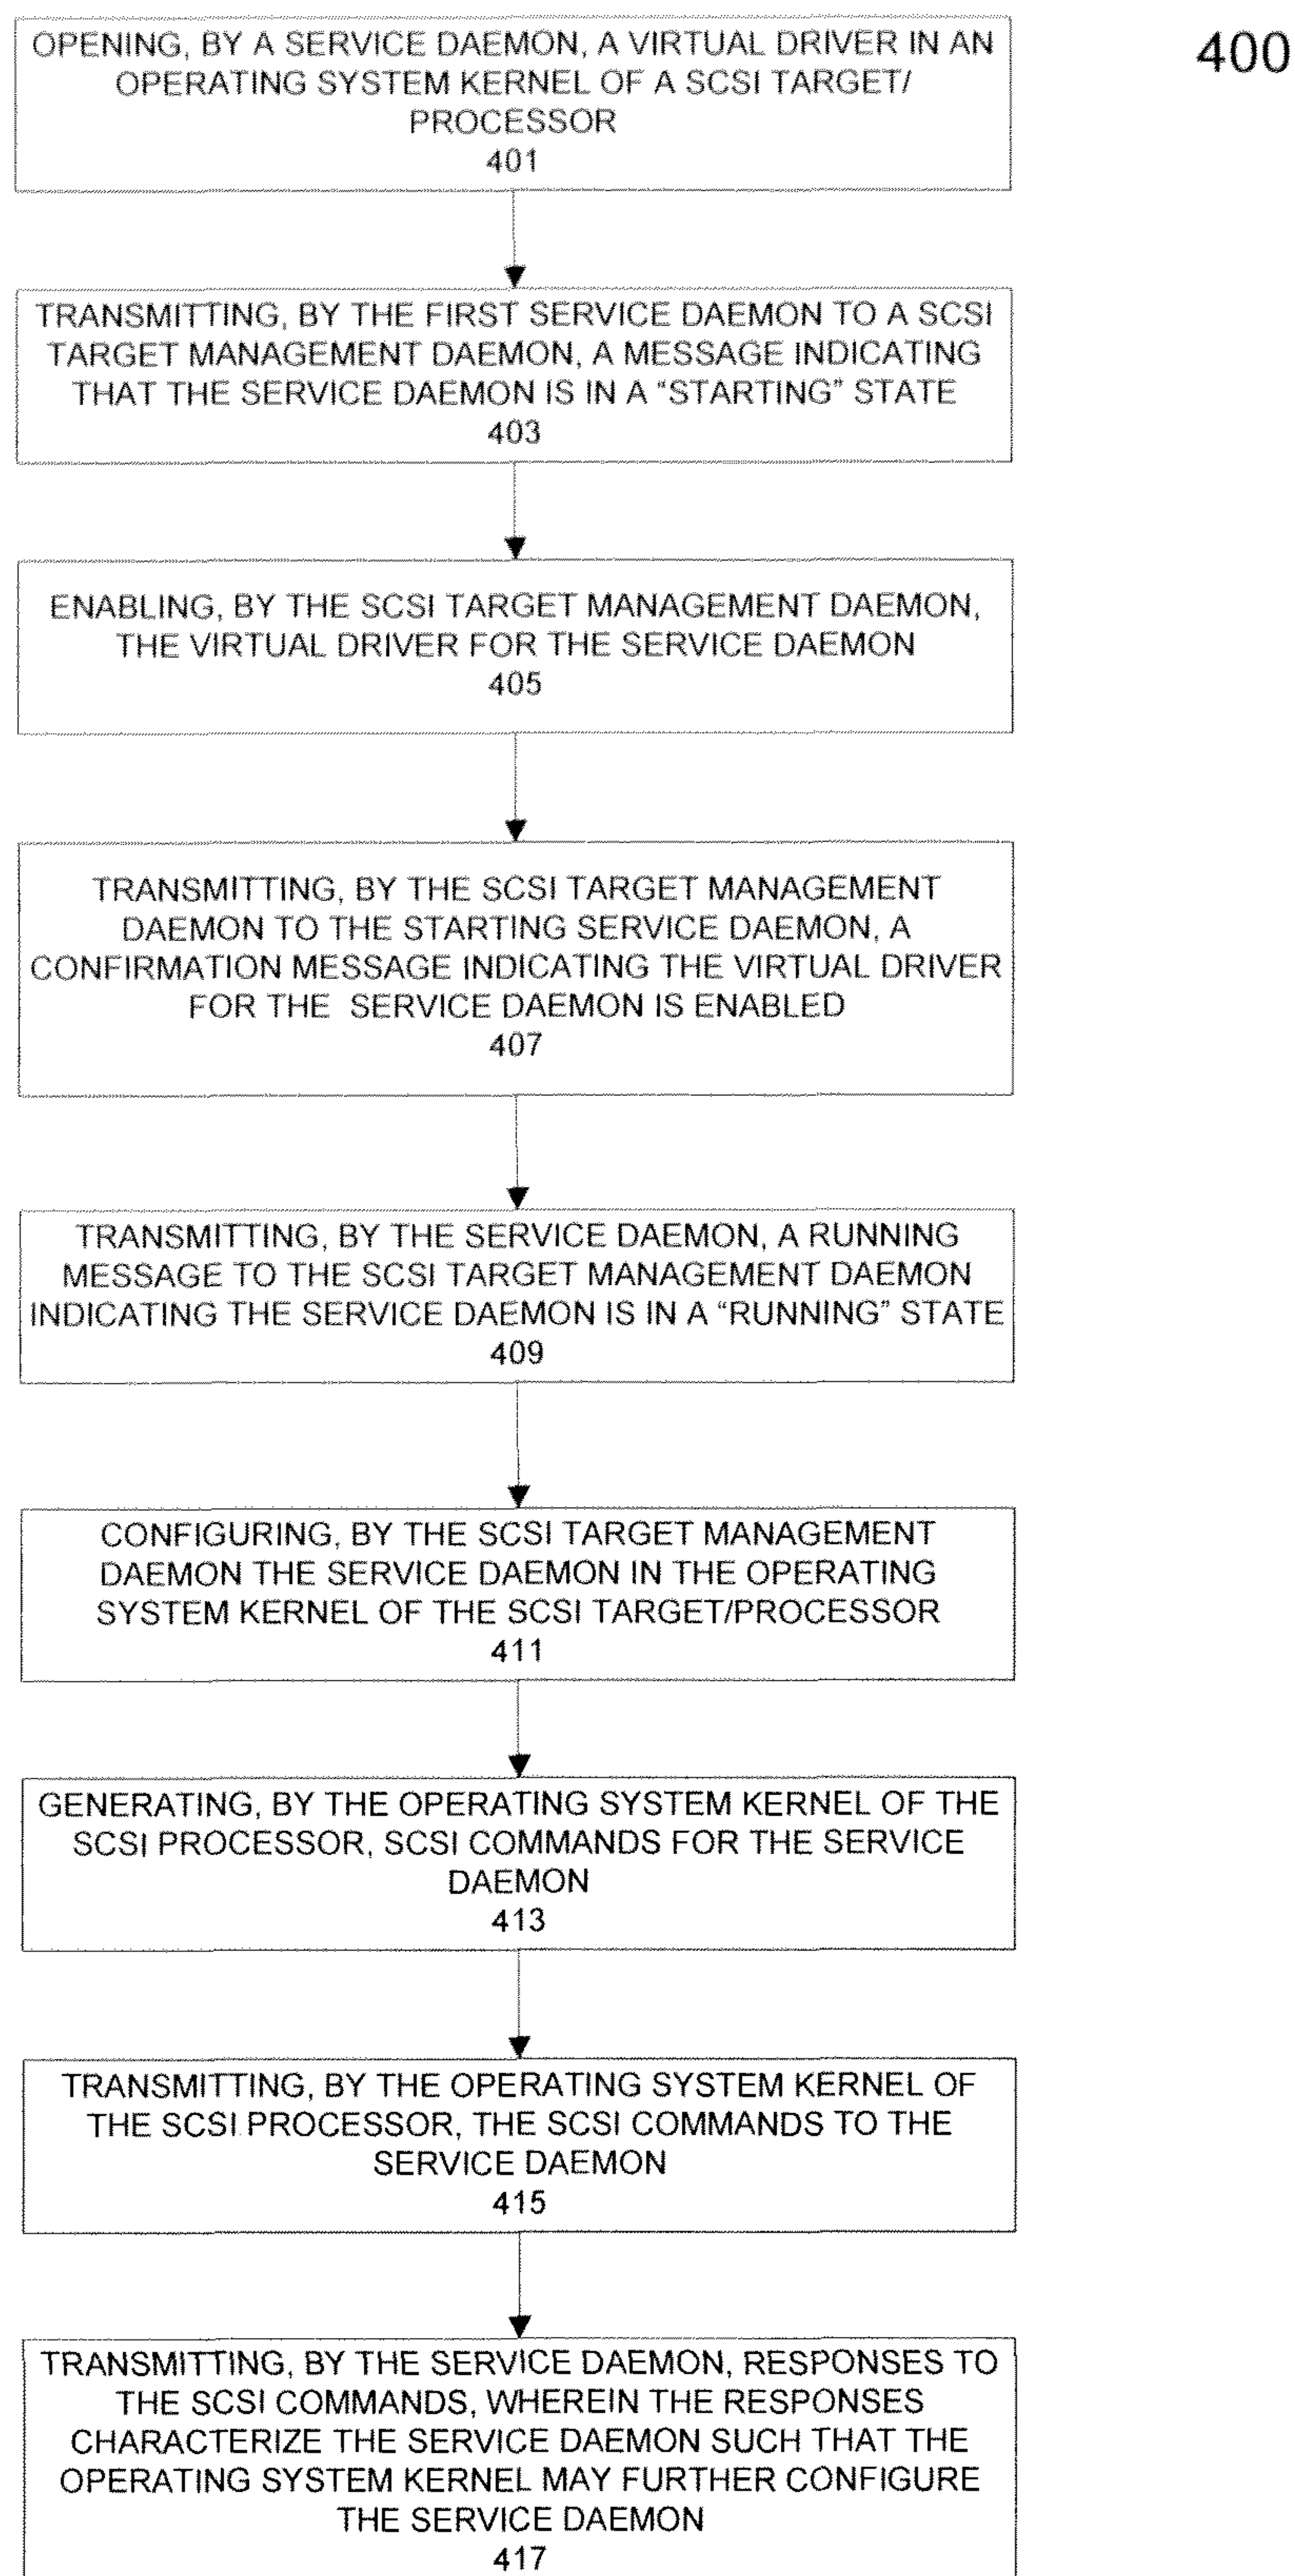 400
OPENING, BY A SERVICE DAEMON, A VIRTUAL DRIVER IN AN
OPERATING SYSTEM KERNEL OF A SCSI TARGET/
PROCESSOR
401
TRANSMITTING, BY THE FIRST SERVICE DAEMON TO A SCSI
TARGET MANAGEMENT DAEMON, A MESSAGE INDICATING
THAT THE SERVICE DAEMON IS IN A “STARTING” STATE
403
ENABLING, BY THE SCSI TARGET MANAGEMENT DAEMON,
THE VIRTUAL DRIVER FOR THE SERVICE DAEMON
405
TRANSMITTING, BY THE SCSI TARGET MANAGEMENT
DAEMON TO THE STARTING SERVICE DAEMON, A
CONFIRMATION MESSAGE INDICATING THE VIRTUAL DRIVER
FOR THE SERVICE DAEMON IS ENABLED
407
TRANSMITTING, BY THE SERVICE DAEMON, A RUNNING
MESSAGE TO THE SCSI TARGET MANAGEMENT DAEMON
INDICATING THE SERVICE DAEMON IS IN A “RUNNING” STATE
409
CONFIGURING, BY THE SCSI TARGET MANAGEMENT
DAEMON THE SERVICE DAEMON IN THE OPERATING
SYSTEM KERNEL OF THE SCSI TARGET/PROCESSOR
411
GENERATING, BY THE OPERATING SYSTEM KERNEL OF THE
SCSI PROCESSOR, SCSI COMMANDS FOR THE SERVICE
DAEMON
413
TRANSMITTING, BY THE OPERATING SYSTEM KERNEL OF
THE SCSI PROCESSOR, THE SCSI COMMANDS TO THE
SERVICE DAEMON
415
TRANSMITTING, BY THE SERVICE DAEMON, RESPONSES TO
THE SCSI COMMANDS, WHEREIN THE RESPONSES
CHARACTERIZE THE SERVICE DAEMON SUCH THAT THE
OPERATING SYSTEM KERNEL MAY FURTHER CONFIGURE
THE SERVICE DAEMON
417